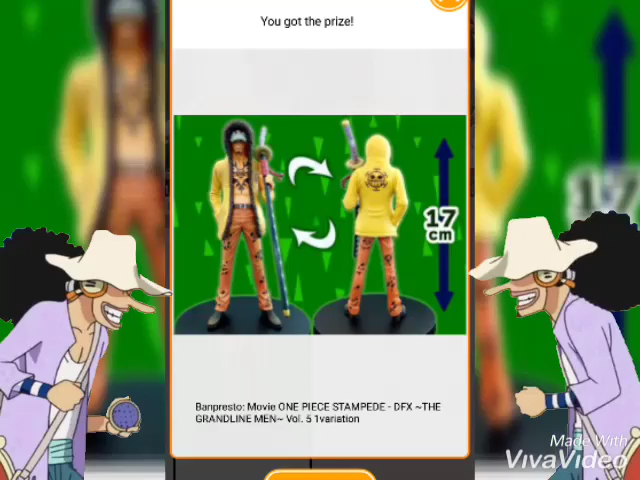 You got the prize!
17
cm
Banpresto: Movie ONE PIECE STAMPEDE - DFX ~THE
GRANDLINE MEN~ Vol. 5 1variation
Made With
VivaVideo